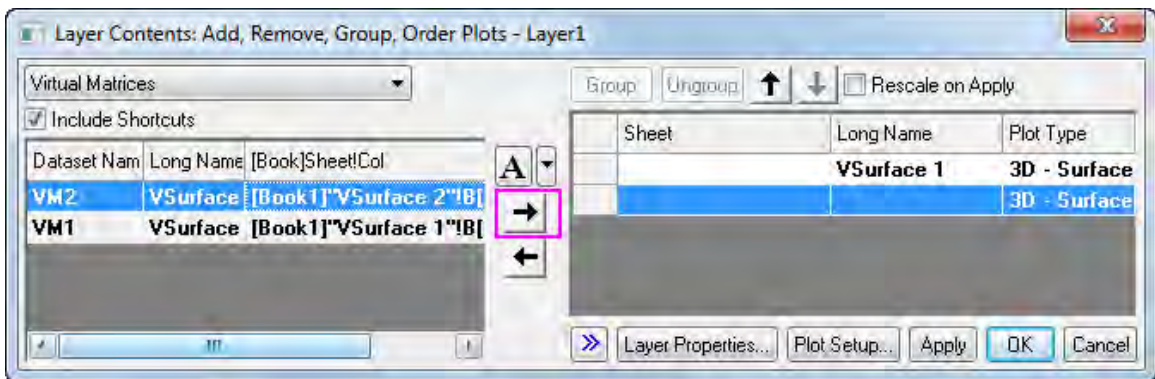 Layer Contents: Add, Remove, Group, Order Plots - Layer1
Virtual Matrices
Include Shortcuts
Dataset Nam Long Name [Book]Sheet!Col
VM2 VSurface [Book1]"VSurface 2"!B[
VM1 VSurface [Book1]"VSurface 1"!B[
A
Group Ungroup Rescale on Apply
Sheet Long Name Plot Type
VSurface 1 3D - Surface
3D - Surface
Layer Properties... Plot Setup... Apply OK Cancel